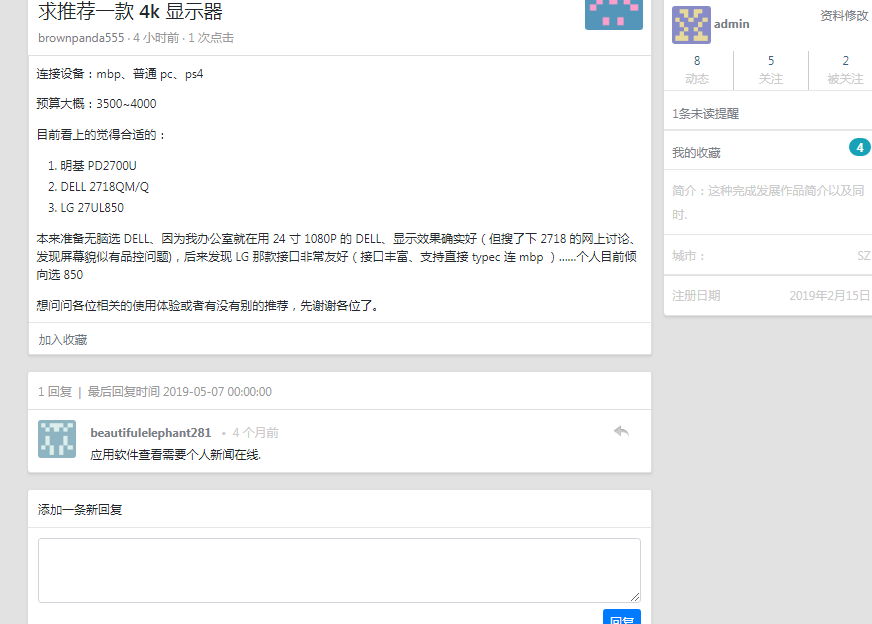 求推荐一款 4k 显示器
brownpanda555 · 4 小时前 · 1 次点击
连接设备：mbp、普通 pc、ps4
预算大概：3500~4000
目前看上的觉得合适的：
1. 明基 PD2700U
2. DELL 2718QM/Q
3. LG 27UL850
本来准备无脑选 DELL、因为我办公室就在用 24 寸 1080P 的 DELL、显示效果确实好（但搜了下 2718 的网上讨论、
发现屏幕貌似有品控问题)，后来发现 LG 那款接口非常友好（接口丰富、支持直接 typec 连 mbp ）......个人目前倾
向选 850
想问问各位相关的使用体验或者有没有别的推荐，先谢谢各位了。
加入收藏
1 回复 | 最后回复时间 2019-05-07 00:00:00
beautifulelephant281 • 4 个月前
应用软件查看需要个人新闻在线.
添加一条新回复
回复
admin
资料修改
8 5 2
动态 关注 被关注
1条未读提醒
我的收藏 4
简介：这种完成发展作品简介以及同
时.
城市： SZ
注册日期 2019年2月15日